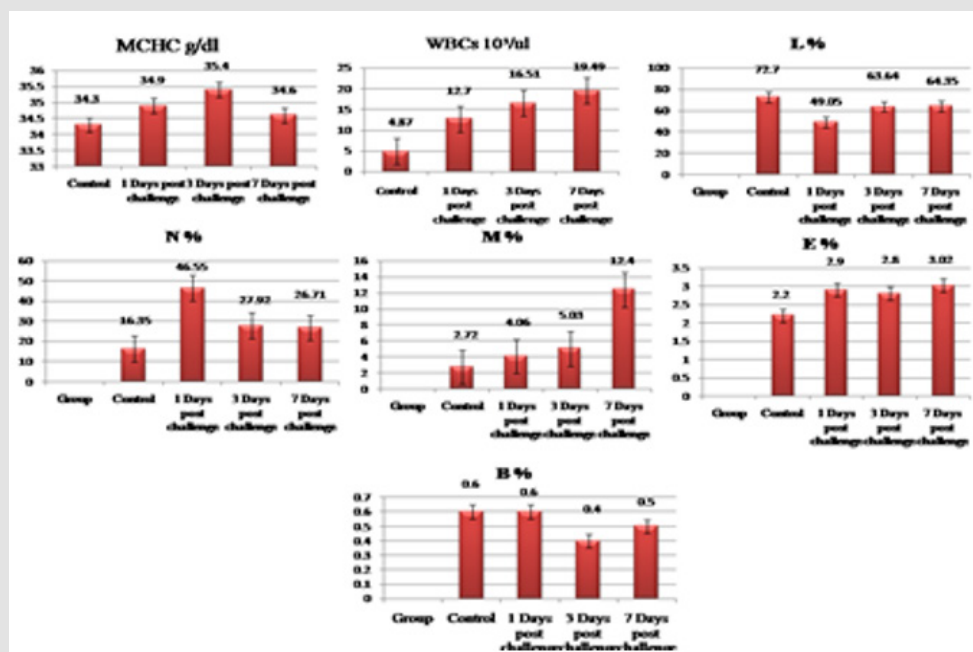 MCHC g/dl
36
35.5
35
34.5
34
33.5
33
34.3
34.9
35.4
34.6
Control
1 Days post challenge
3 Days post challenge
7 Days post challenge
WBCs 10³/ul
25
20
15
10
5
0
4.87
12.7
16.51
19.49
Control
1 Days
post
challenge
3 Days
post
challenge
7 Days
post
challenge
L %
100
80
60
40
20
0
72.7
49.05
63.64
64.35
Group
Control
1 Days
post
challenge
3 Days
post
challenge
7 Days
post
challenge
N %
60
50
40
30
20
10
0
16.35
46.55
27.92
26.71
Group
Control
1 Days
post
challenge
3 Days
post
challenge
7 Days
post
challenge
M %
16
14
12
10
8
6
4
2
0
2.72
4.06
5.03
12.4
Group
Control
1 Days
post
challenge
3 Days
post
challenge
7 Days
post
challenge
E %
3.5
3
2.5
2
1.5
1
0.5
0
2.2
2.9
2.8
3.02
Group
Control
1 Days
post
challenge
3 Days
post
challenge
7 Days
post
challenge
B %
0.7
0.6
0.5
0.4
0.3
0.2
0.1
0
0.6
0.6
0.4
0.5
Group
Control
1 Days
post
challenge
3 Days
post
challenge
7 Days
post
challenge